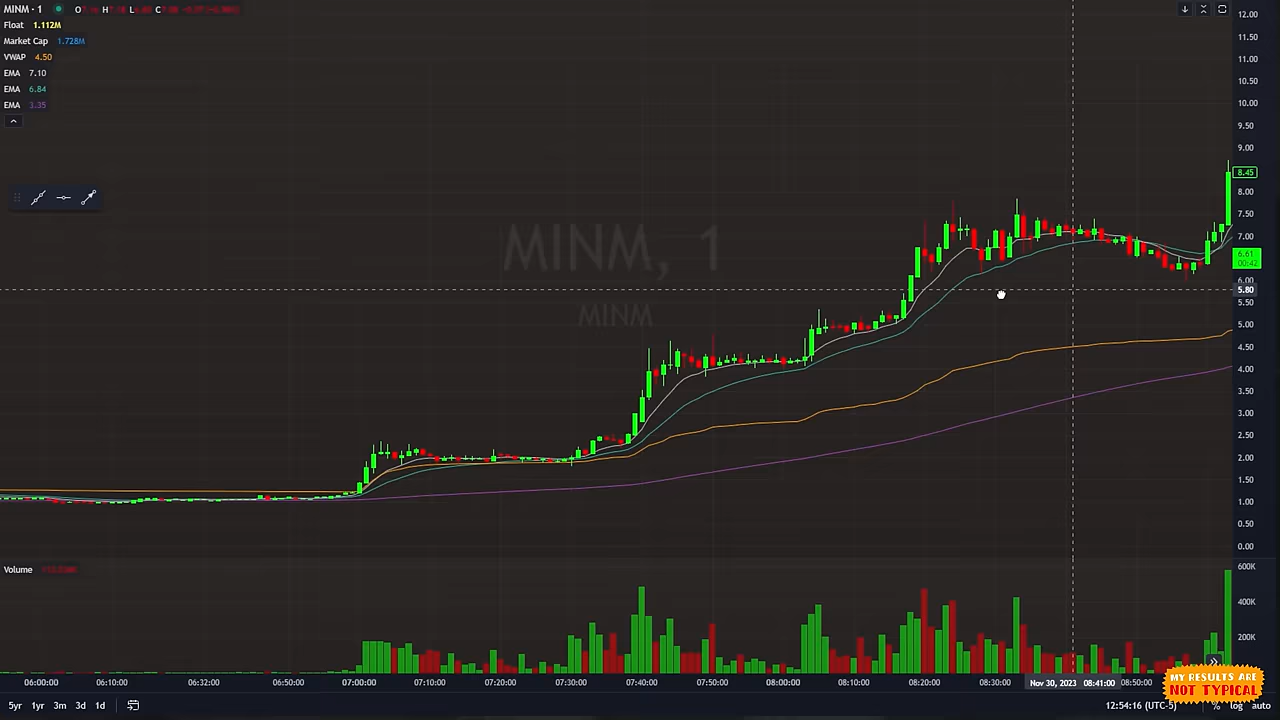 MINM · 1
Float 1.112M
Market Cap 1.728M
VWAP 4.50
EMA 7.10
EMA 6.84
EMA 3.35
MINM, 1
MINM
12.00
11.50
11.00
10.50
10.00
9.50
9.00
8.45
8.00
7.50
7.00
6.61
00:42
6.00
5.80
5.50
5.00
4.50
4.00
3.50
3.00
2.50
2.00
1.50
1.00
0.50
0.00
Volume
600K
400K
200K
06:00:00 06:10:00 06:32:00 06:50:00 07:00:00 07:10:00 07:20:00 07:30:00 07:40:00 07:50:00 08:00:00 08:10:00 08:20:00 08:30:00 Nov 30, 2023 08:41:00 08:50:00
MY RESULTS ARE
NOT TYPICAL
5yr 1yr 3m 3d 1d 12:54:16 (UTC-5) % log auto